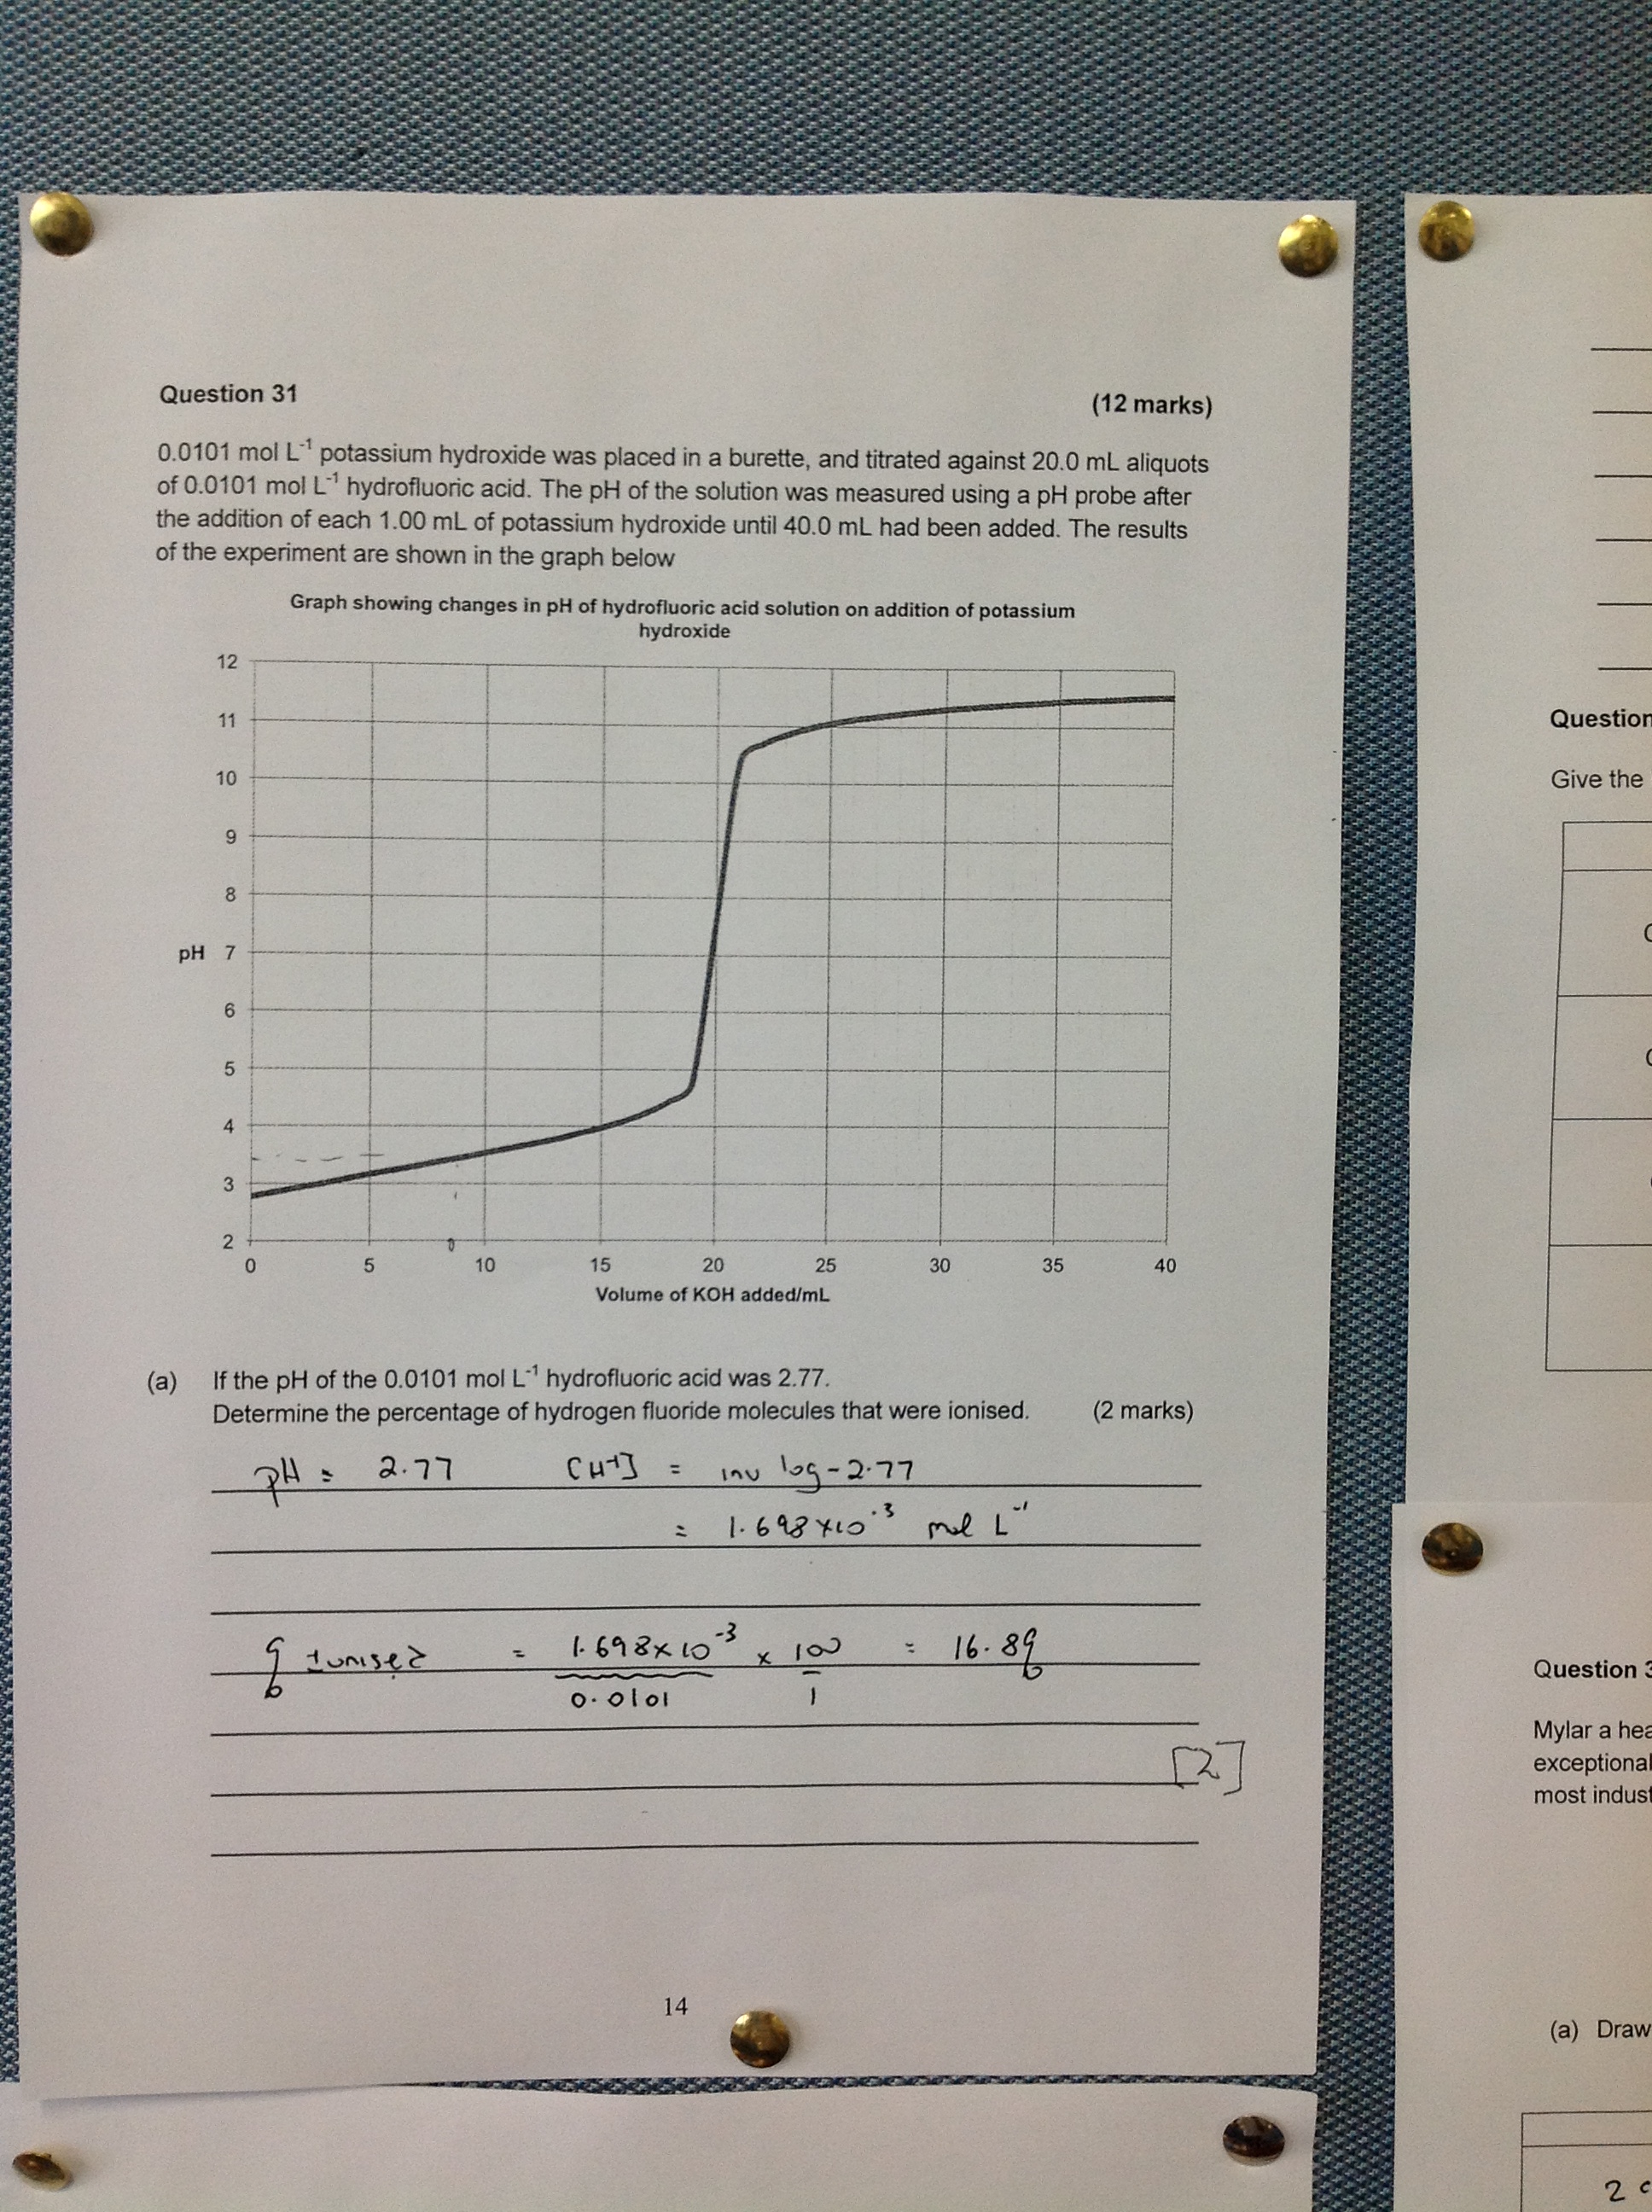 Question 31
(12 marks)
0.0101 mol L⁻¹ potassium hydroxide was placed in a burette, and titrated against 20.0 mL aliquots
of 0.0101 mol L⁻¹ hydrofluoric acid. The pH of the solution was measured using a pH probe after
the addition of each 1.00 mL of potassium hydroxide until 40.0 mL had been added. The results
of the experiment are shown in the graph below
Graph showing changes in pH of hydrofluoric acid solution on addition of potassium
hydroxide
12
11
10
9
8
pH 7
6
5
4
3
2
0 5 10 15 20 25 30 35 40
Volume of KOH added/mL
(a) If the pH of the 0.0101 mol L⁻¹ hydrofluoric acid was 2.77.
Determine the percentage of hydrogen fluoride molecules that were ionised. (2 marks)
pH = 2.77 [H⁺] = inv log -2.77
= 1.698 x 10⁻³ mol L⁻¹
% Ionised = 1.698 x 10⁻³ x 100 = 16.8%
0.0101 1
[2]
14
Question
Give the
Question 3
Mylar a hea
exceptional
most indust
(a) Draw
2